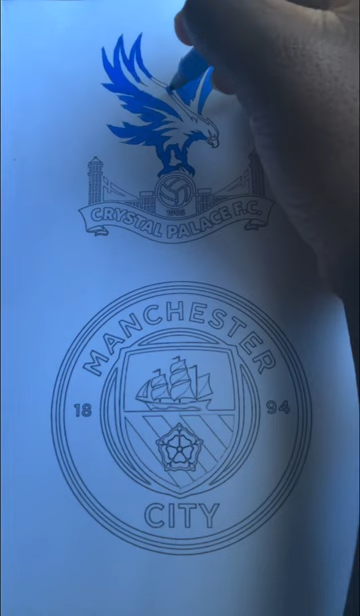 1905
CRYSTAL PALACE F.C.
MANCHESTER
18 94
CITY